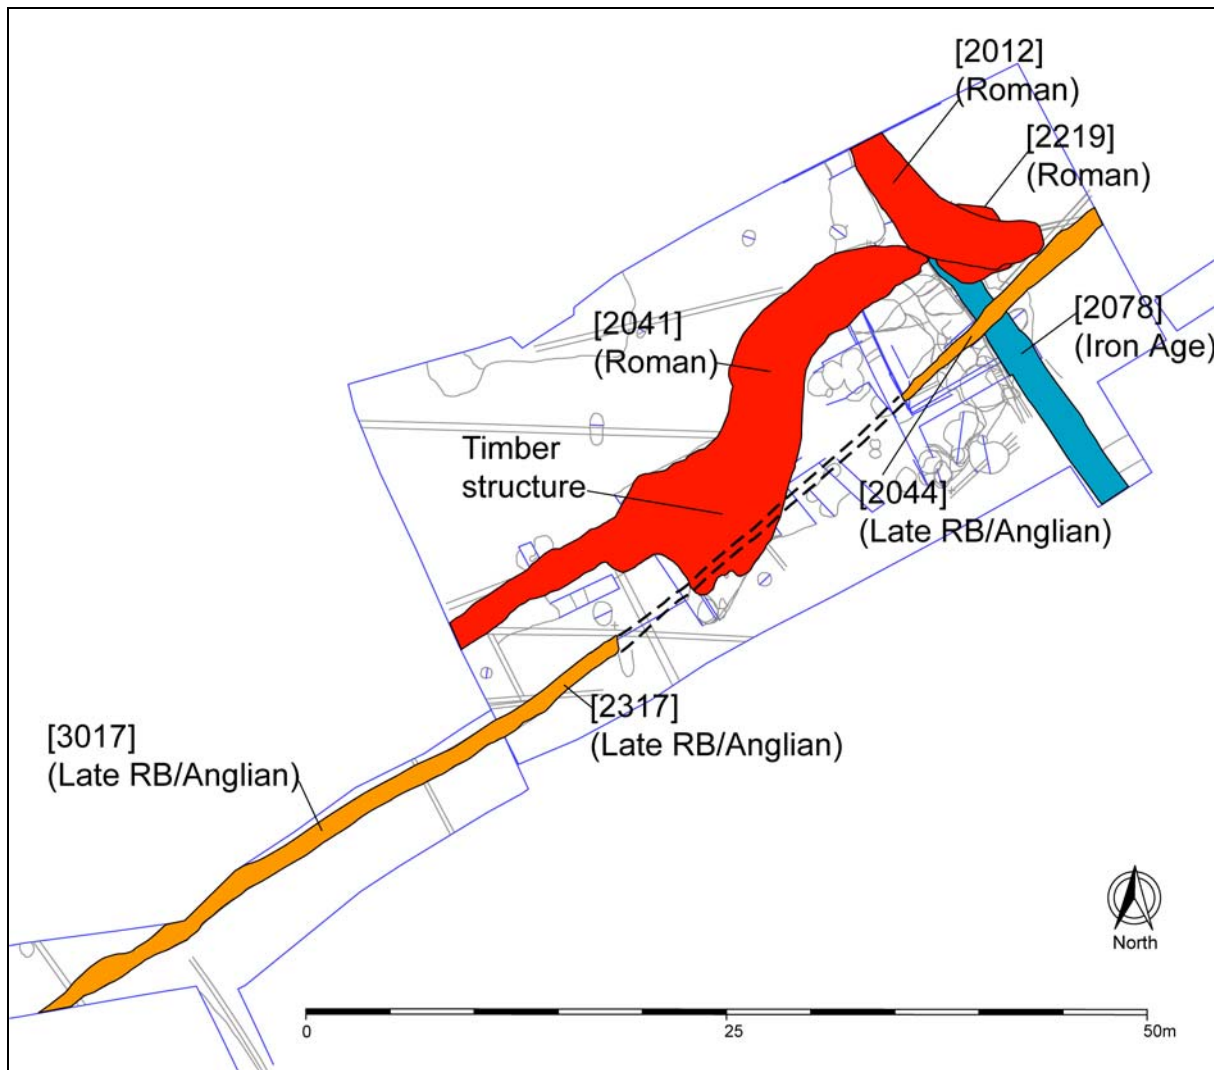 [2012]
(Roman)
[2219]
(Roman)
[2041]
(Roman)
[2078]
(Iron Age)
Timber
structure
[2044]
(Late RB/Anglian)
[2317]
(Late RB/Anglian)
[3017]
(Late RB/Anglian)
North
0
25
50m